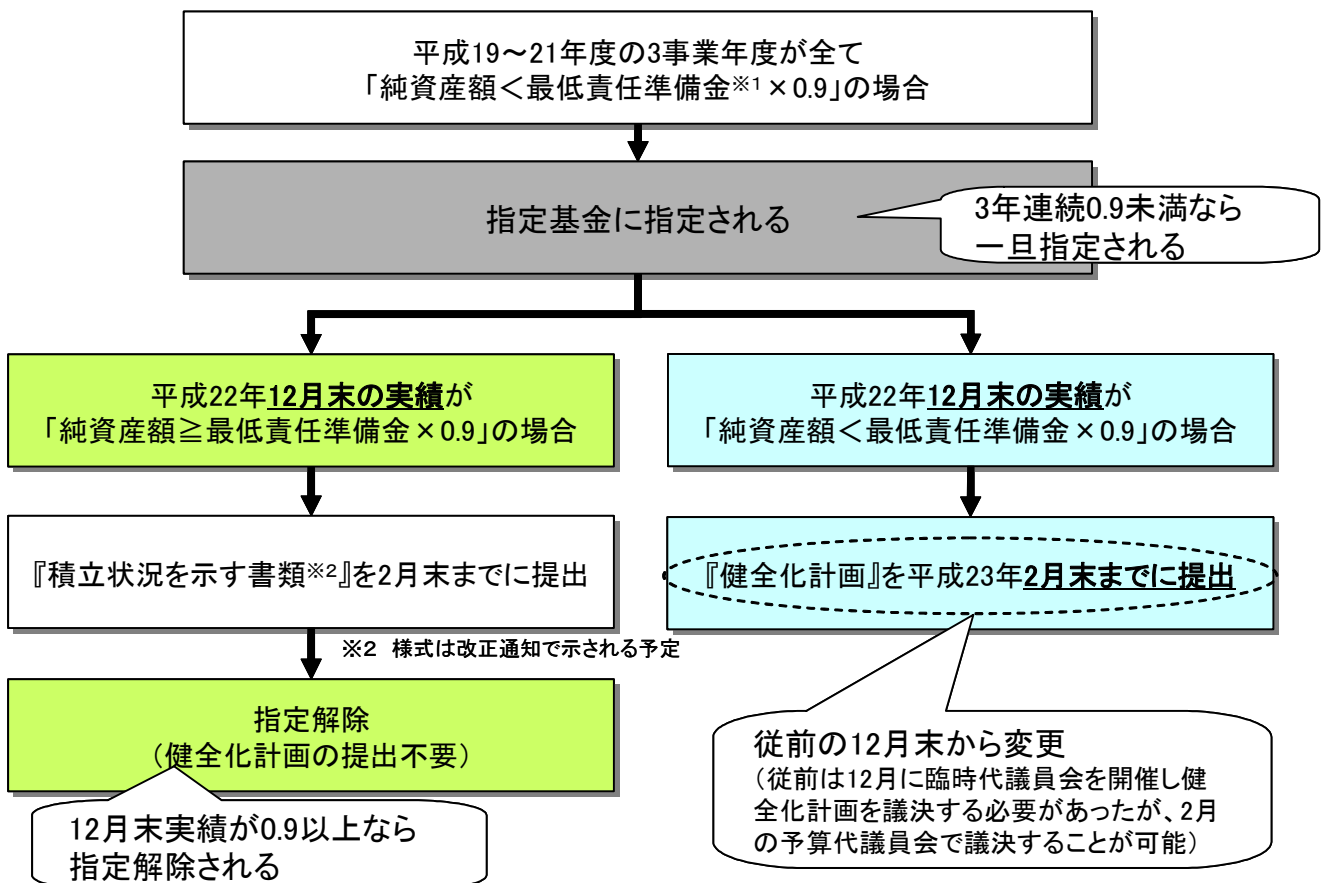 平成19～21年度の3事業年度が全て
「純資産額＜最低責任準備金※1×0.9」の場合
指定基金に指定される
3年連続0.9未満なら
一旦指定される
平成22年12月末の実績が
「純資産額≧最低責任準備金×0.9」の場合
平成22年12月末の実績が
「純資産額＜最低責任準備金×0.9」の場合
『積立状況を示す書類※2』を2月末までに提出
『健全化計画』を平成23年2月末までに提出
※2 様式は改正通知で示される予定
指定解除
（健全化計画の提出不要）
12月末実績が0.9以上なら
指定解除される
従前の12月末から変更
（従前は12月に臨時代議員会を開催し健
全化計画を議決する必要があったが、2月
の予算代議員会で議決することが可能）